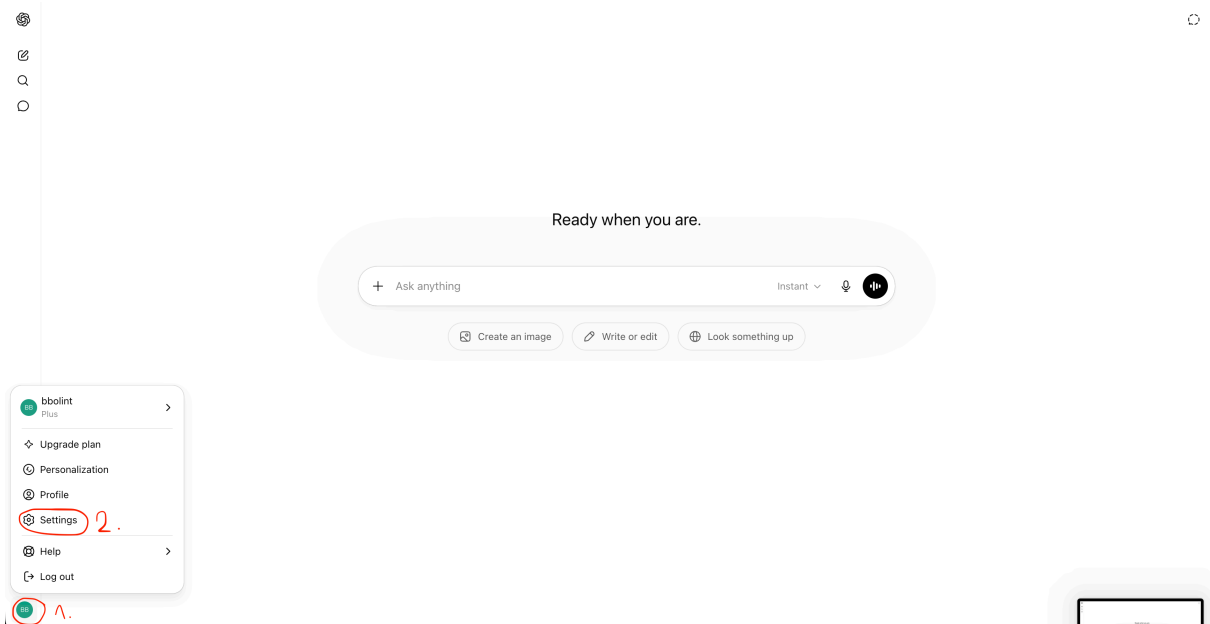 Ready when you are.
Ask anything
Instant
Create an image
Write or edit
Look something up
BB
bbolint
Plus
Upgrade plan
Personalization
Profile
Settings 2.
Help
Log out
BB 1.